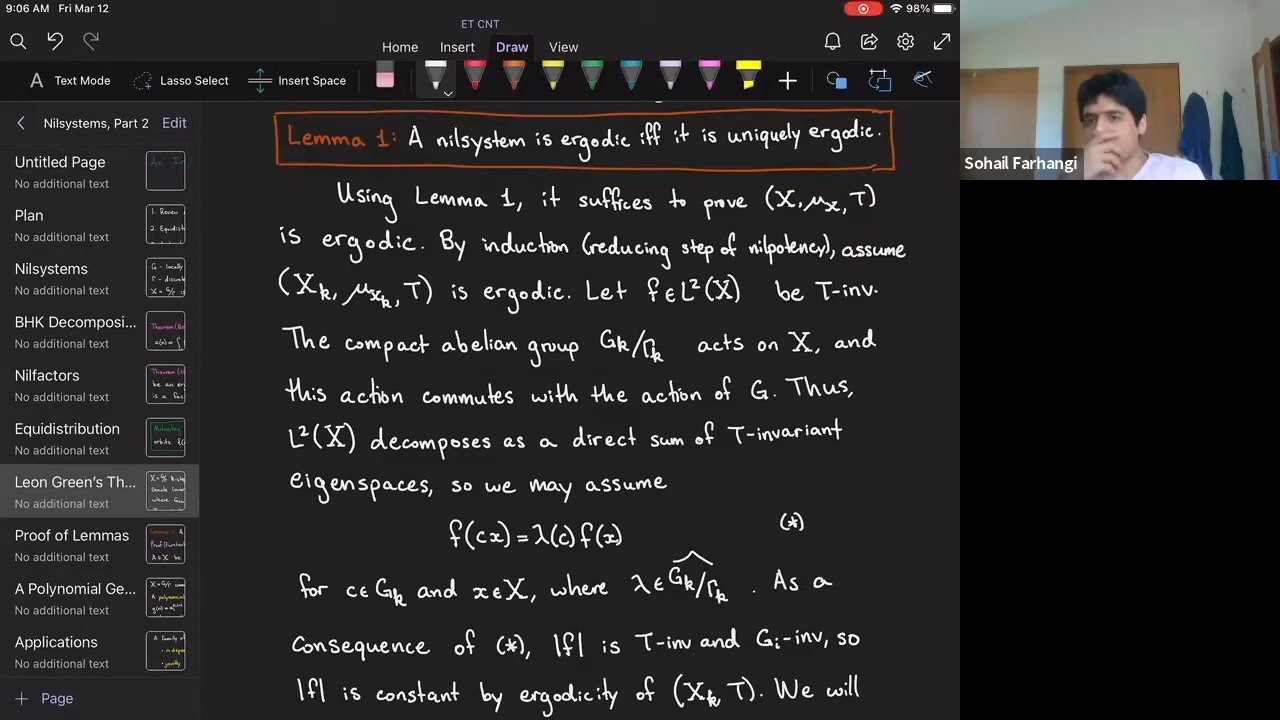 9:06 AM Fri Mar 12
98%
ET CNT
Home Insert Draw View
Text Mode Lasso Select Insert Space
Nilsystems, Part 2 Edit
Untitled Page
No additional text
Plan
No additional text
Nilsystems
No additional text
BHK Decomposi...
No additional text
Nilfactors
No additional text
Equidistribution
No additional text
Leon Green's Th...
No additional text
Proof of Lemmas
No additional text
A Polynomial Ge...
No additional text
Applications
No additional text
+ Page
Lemma 1: A nilsystem is ergodic iff it is uniquely ergodic.
Using Lemma 1, it suffices to prove (X, μ_X, T)
is ergodic. By induction (reducing step of nilpotency), assume
(X_k, μ_{X_k}, T) is ergodic. Let f∈L²(X) be T-inv.
The compact abelian group G_k/Γ_k acts on X, and
this action commutes with the action of G. Thus,
L²(X) decomposes as a direct sum of T-invariant
eigenspaces, so we may assume
f(cx) = λ(c)f(x) (*)
for c∈G_k and x∈X, where λ∈\widehat{G_k/Γ_k}. As a
consequence of (*), |f| is T-inv and G_i-inv, so
|f| is constant by ergodicity of (X_k, T). We will
Sohail Farhangi